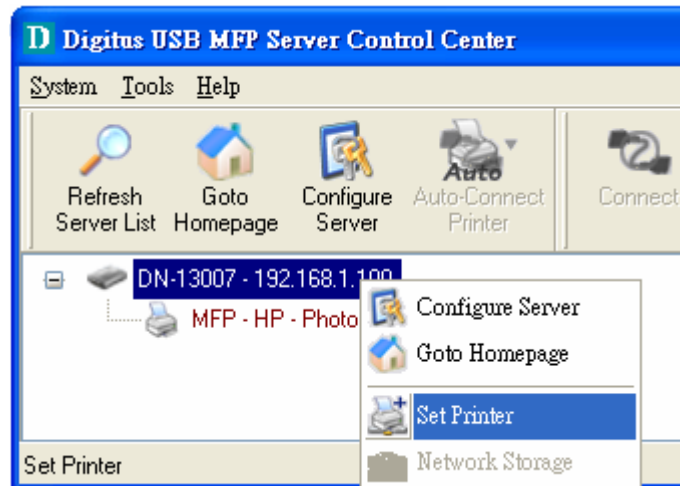 D Digitus USB MFP Server Control Center
System Tools Help
Refresh Server List
Goto Homepage
Configure Server
Auto
Auto-Connect Printer
Connect
DN-13007 - 192.168.1.100
MFP - HP - Photo
Configure Server
Goto Homepage
Set Printer
Network Storage
Set Printer